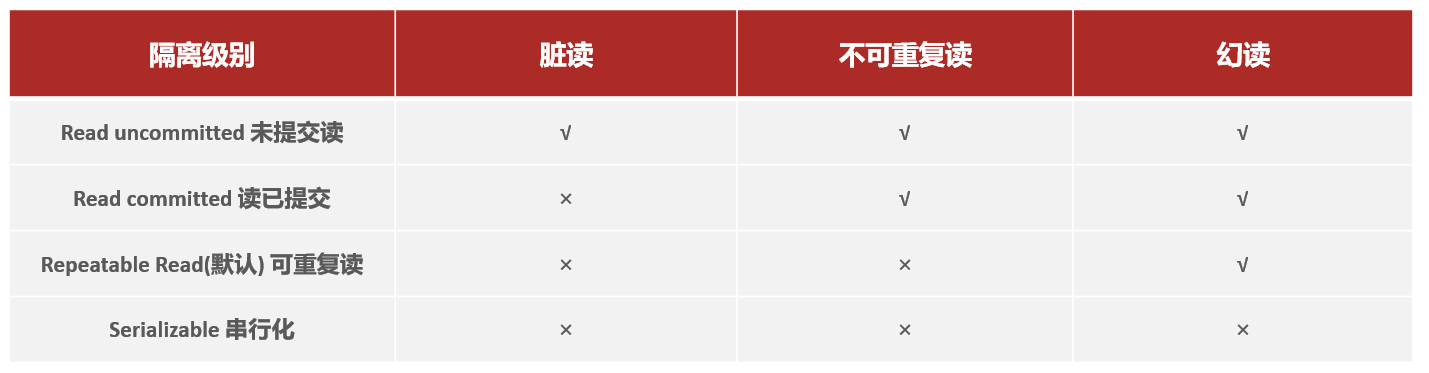 隔离级别 脏读 不可重复读 幻读
Read uncommitted 未提交读 √ √ √
Read committed 读已提交 × √ √
Repeatable Read(默认) 可重复读 × × √
Serializable 串行化 × × ×